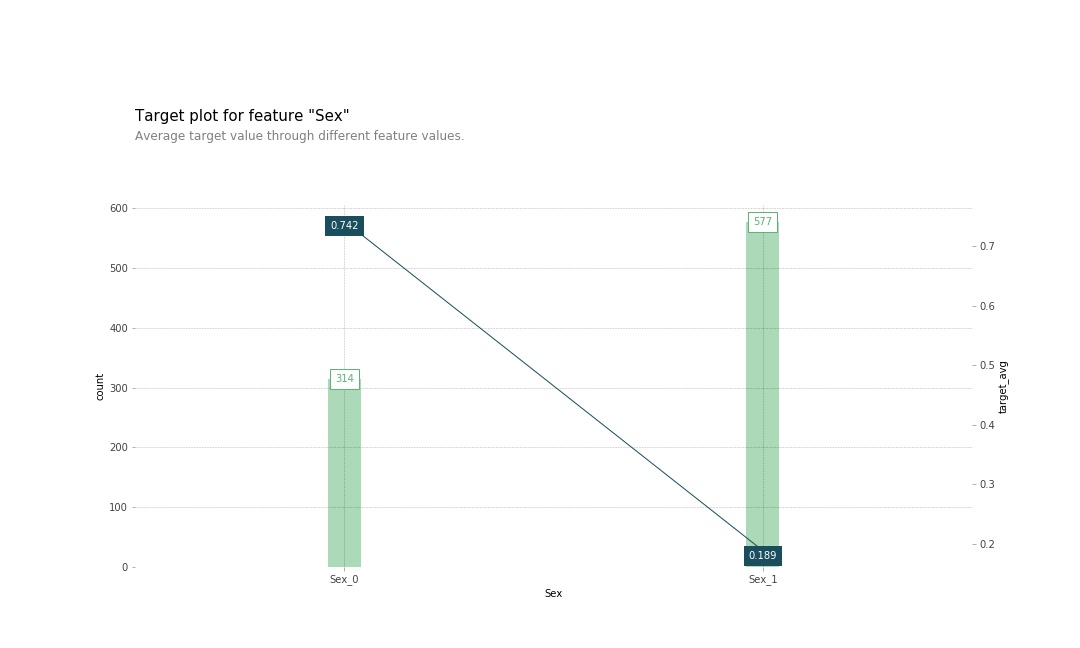 Target plot for feature "Sex"
Average target value through different feature values.
600
500
400
300
200
100
0
count
0.742
314
577
0.189
0.7
0.6
0.5
0.4
0.3
0.2
target_avg
Sex_0
Sex_1
Sex